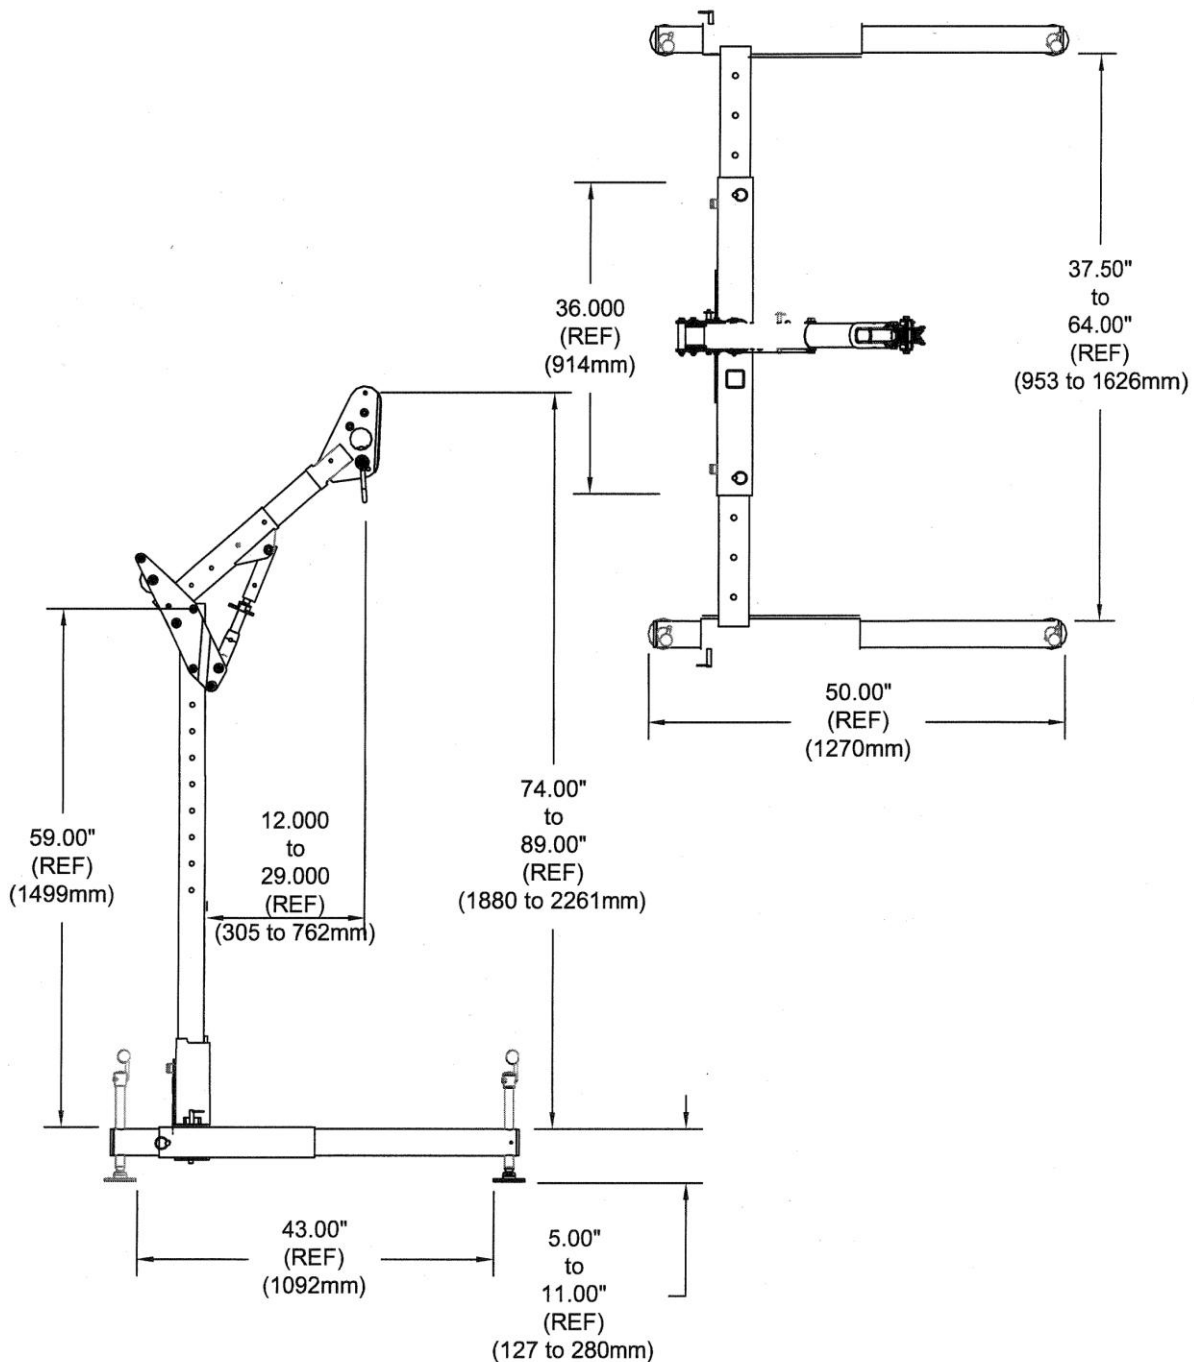 36.000
(REF)
(914mm)
37.50"
to
64.00"
(REF)
(953 to 1626mm)
50.00"
(REF)
(1270mm)
59.00"
(REF)
(1499mm)
12.000
to
29.000
(REF)
(305 to 762mm)
74.00"
to
89.00"
(REF)
(1880 to 2261mm)
43.00"
(REF)
(1092mm)
5.00"
to
11.00"
(REF)
(127 to 280mm)